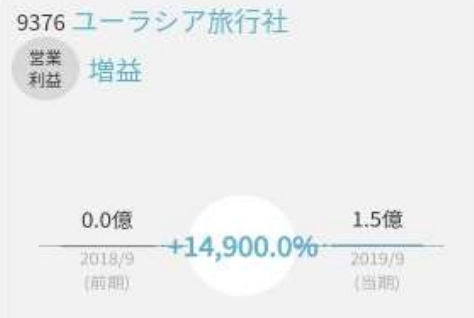 9376 ユーラシア旅行社
営業
利益
増益
0.0億
+14,900.0%
1.5億
2018/9
(前期)
2019/9
(当期)